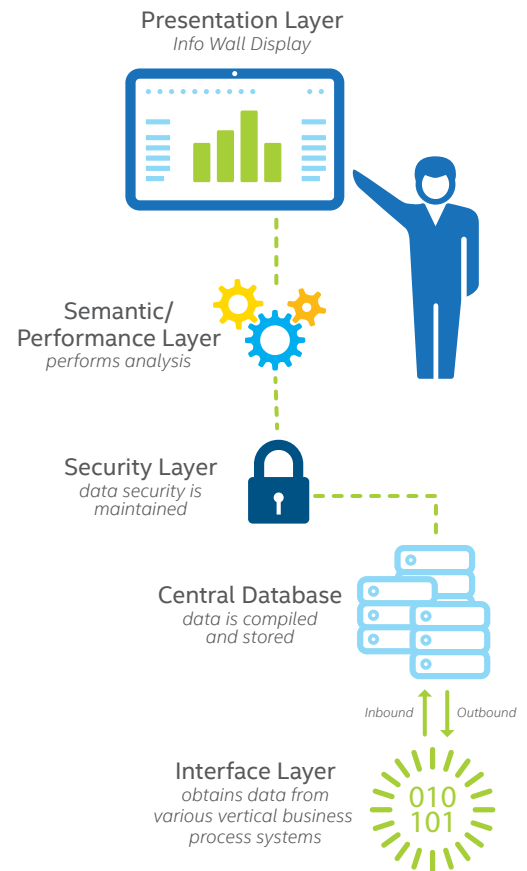 Presentation Layer
Info Wall Display
Semantic/
Performance Layer
performs analysis
Security Layer
data security is
maintained
Central Database
data is compiled
and stored
Inbound
Outbound
Interface Layer
obtains data from
various vertical business
process systems
010
101